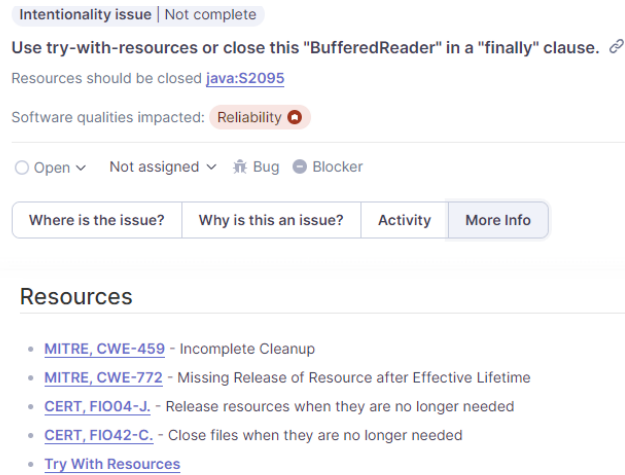 Intentionality issue | Not complete
Use try-with-resources or close this "BufferedReader" in a "finally" clause.
Resources should be closed java:S2095
Software qualities impacted: Reliability
Open Not assigned Bug Blocker
Where is the issue? Why is this an issue? Activity More Info
Resources
MITRE, CWE-459 - Incomplete Cleanup
MITRE, CWE-772 - Missing Release of Resource after Effective Lifetime
CERT, FIO04-J. - Release resources when they are no longer needed
CERT, FIO42-C. - Close files when they are no longer needed
Try With Resources